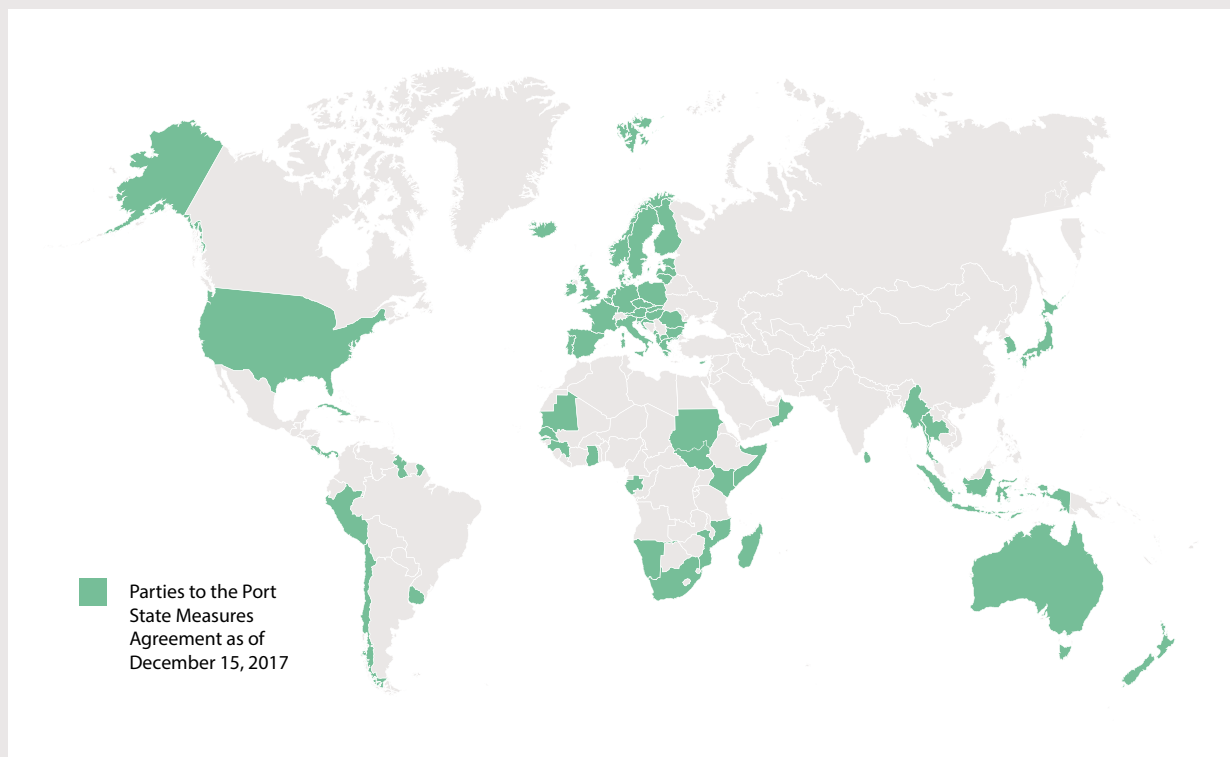 Parties to the Port
State Measures
Agreement as of
December 15, 2017